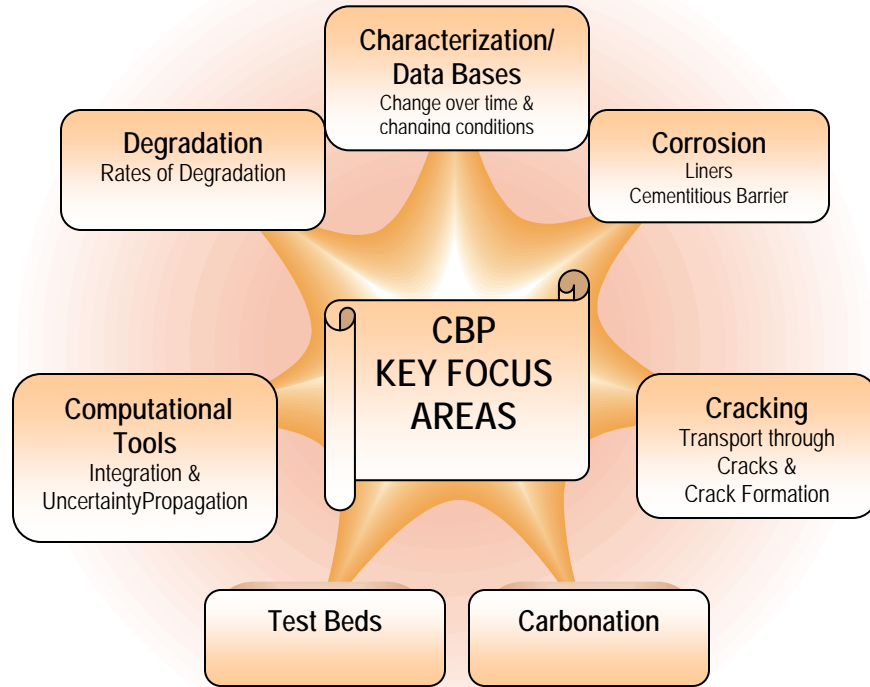 Characterization/
Data Bases
Change over time &
changing conditions
Degradation
Rates of Degradation
Corrosion
Liners
Cementitious Barrier
CBP
KEY FOCUS
AREAS
Computational
Tools
Integration &
UncertaintyPropagation
Cracking
Transport through
Cracks &
Crack Formation
Test Beds
Carbonation